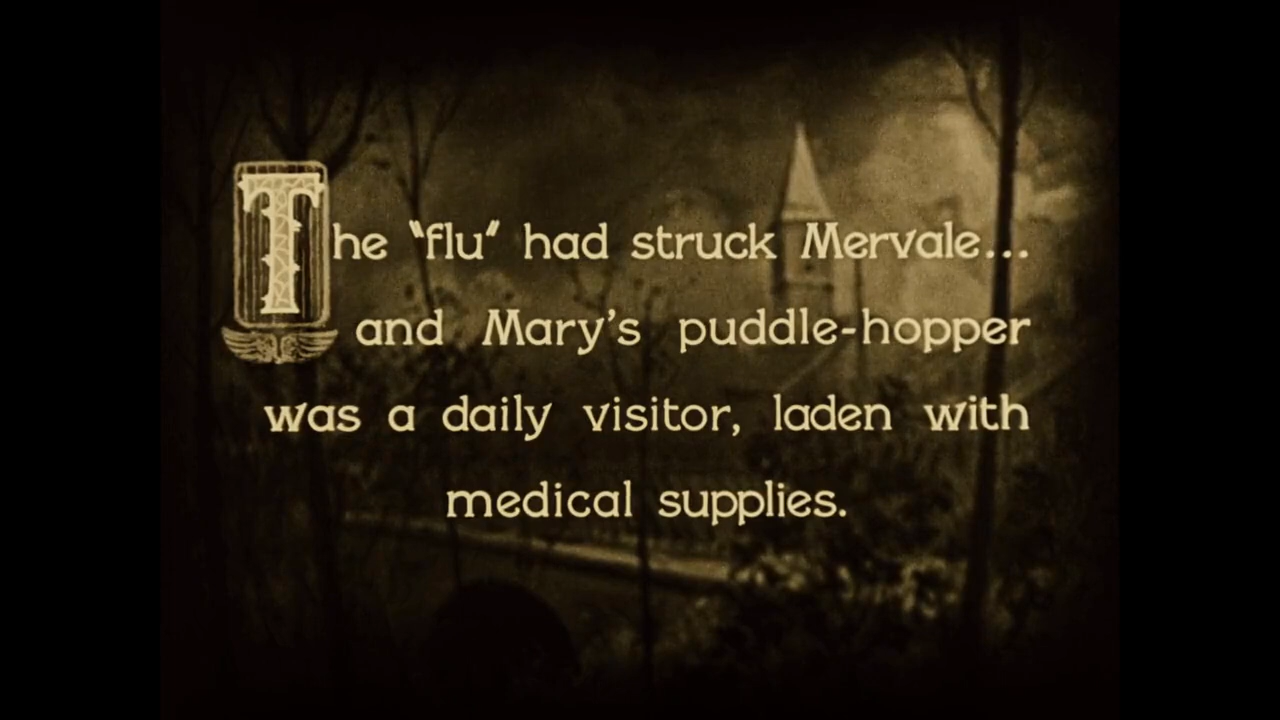 The "flu" had struck Mervale...
and Mary's puddle-hopper
was a daily visitor, laden with
medical supplies.